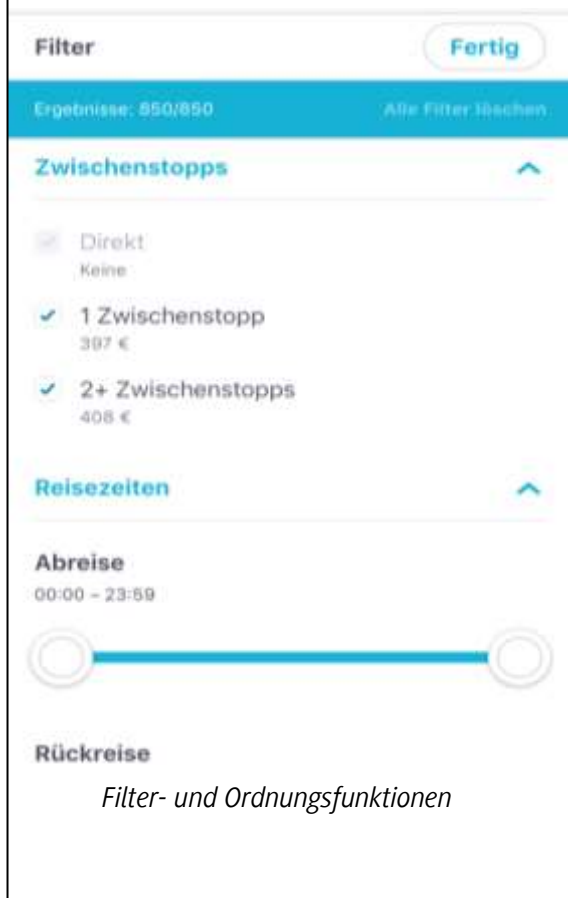 Filter
Fertig
Ergebnisse: 850/850
Alle Filter löschen
Zwischenstopps
Direkt
Keine
1 Zwischenstopp
397 €
2+ Zwischenstopps
408 €
Reisezeiten
Abreise
00:00 – 23:59
Rückreise
Filter- und Ordnungsfunktionen